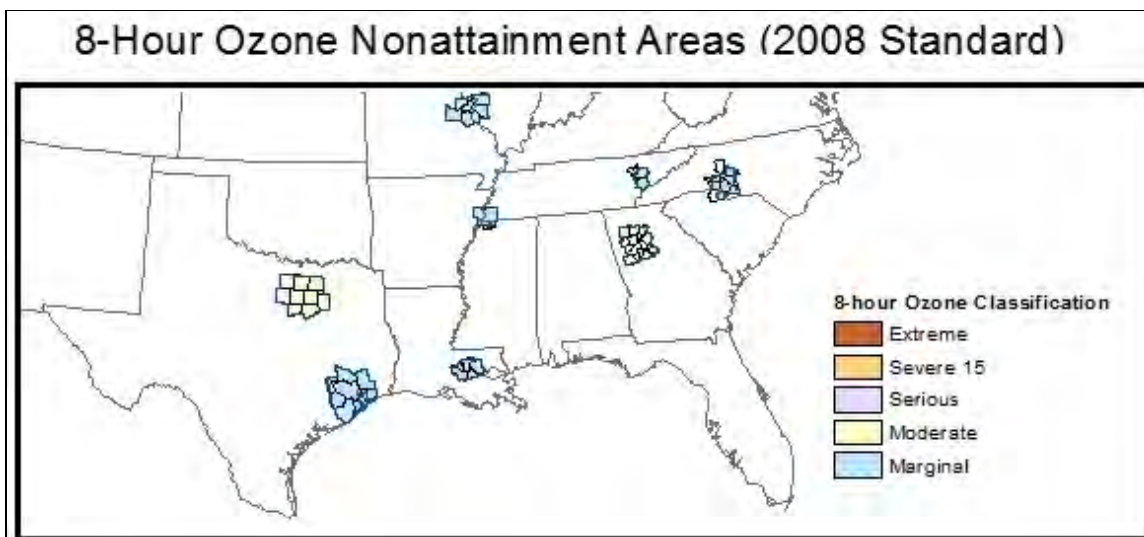 8-Hour Ozone Nonattainment Areas (2008 Standard)
8-hour Ozone Classification
Extreme
Severe 15
Serious
Moderate
Marginal